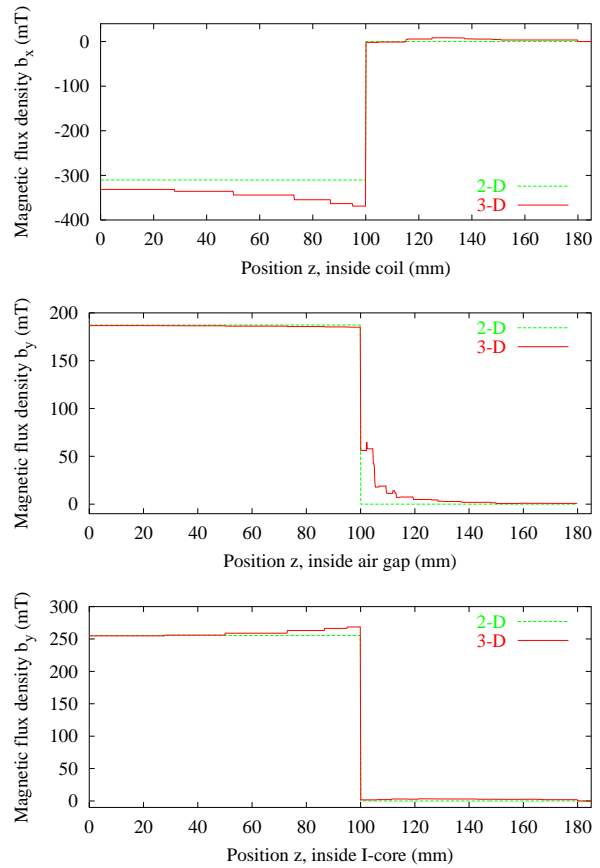 Magnetic flux density b_x (mT)
0
-100
-200
-300
-400
2-D
3-D
0 20 40 60 80 100 120 140 160 180
Position z, inside coil (mm)
Magnetic flux density b_y (mT)
200
150
100
50
0
2-D
3-D
0 20 40 60 80 100 120 140 160 180
Position z, inside air gap (mm)
Magnetic flux density b_y (mT)
300
250
200
150
100
50
0
2-D
3-D
0 20 40 60 80 100 120 140 160 180
Position z, inside I-core (mm)